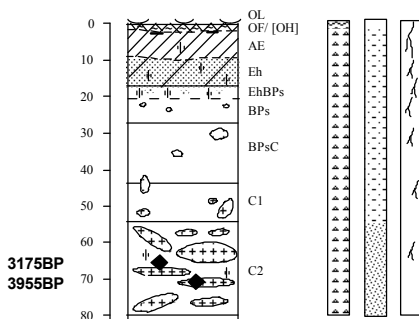 OL
0 OF/ [OH]
AE
10
Eh
EhBPs
20
BPs
30
BPsC
40
C1
50
60
3175BP
C2
3955BP
70
80